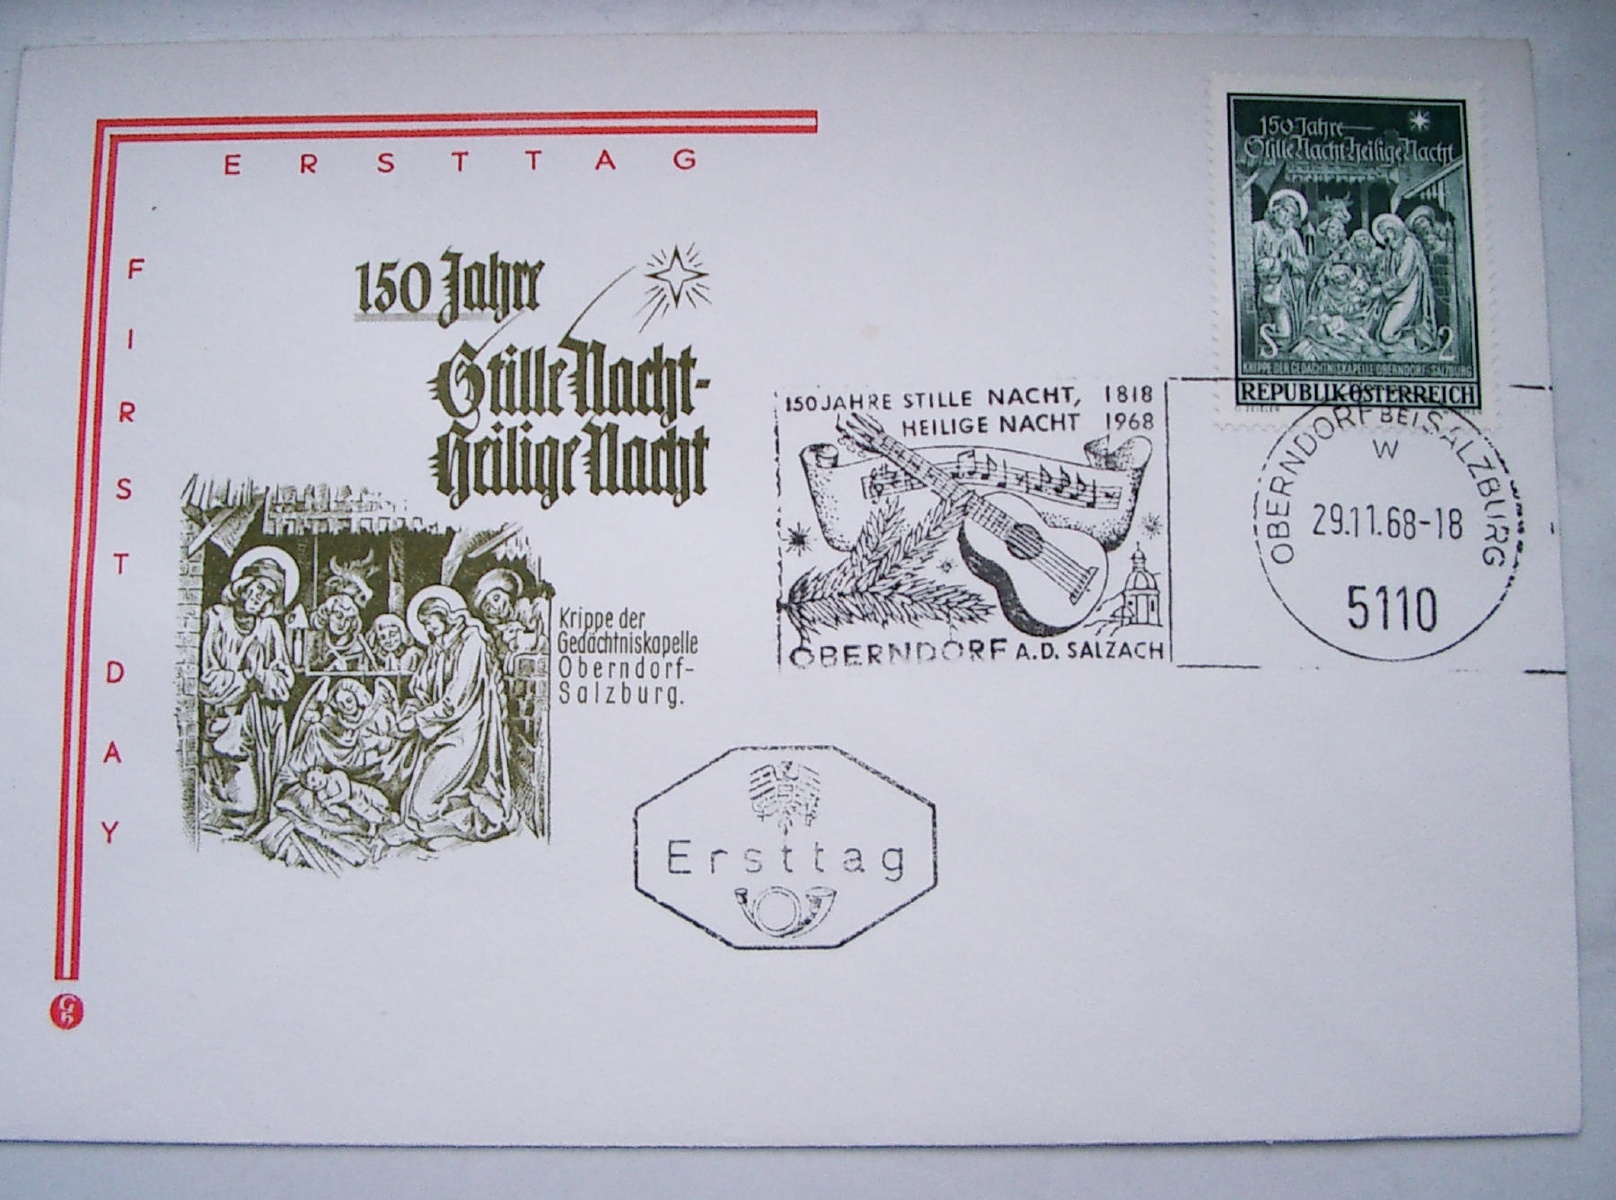 ERSTTAG
FIRST DAY
150 Jahre
Stille Nacht-
Heilige Nacht
Krippe der
Gedächtniskapelle
Oberndorf-
Salzburg.
150 Jahre
Stille Nacht-Heilige Nacht
S 2
KRIPPE DER GEDÄCHTNISKAPELLE OBERNDORF-SALZBURG
REPUBLIK ÖSTERREICH
150 JAHRE STILLE NACHT, 1818
HEILIGE NACHT 1968
OBERNDORF A.D. SALZACH
OBERNDORF BEI SALZBURG
w
29.11.68-18
5110
Ersttag